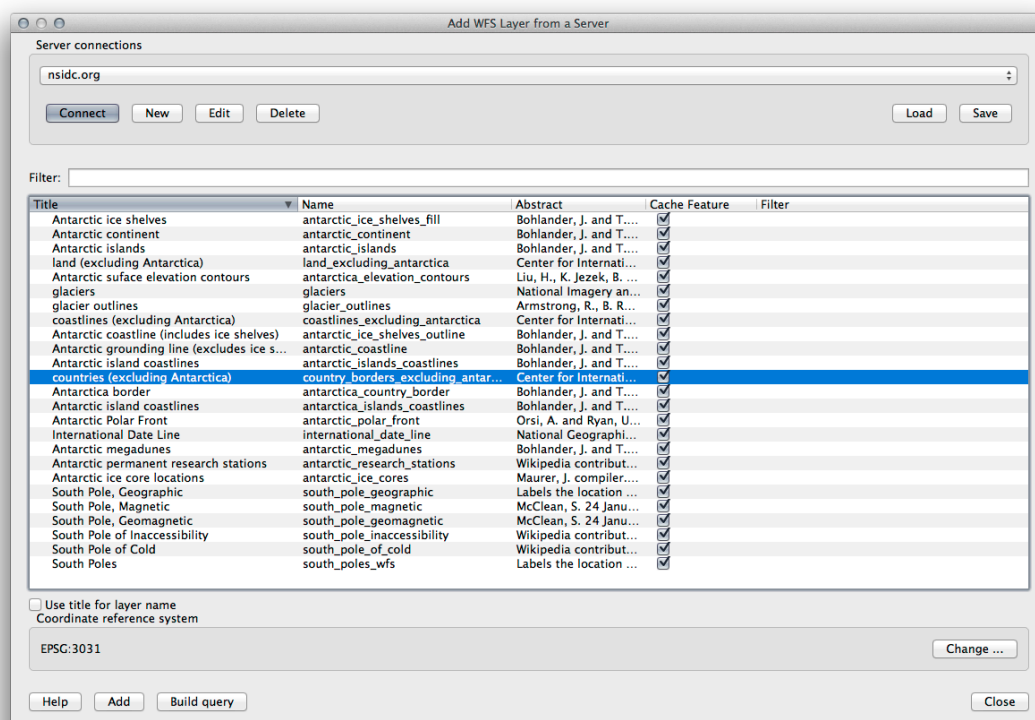 Add WFS Layer from a Server
Server connections
nsidc.org
Connect New Edit Delete Load Save
Filter:
Title Name Abstract Cache Feature Filter
Antarctic ice shelves antarctic_ice_shelves_fill Bohlander, J. and T....
Antarctic continent antarctic_continent Bohlander, J. and T....
Antarctic islands antarctic_islands Bohlander, J. and T....
land (excluding Antarctica) land_excluding_antarctica Center for Internati...
Antarctic suface elevation contours antarctica_elevation_contours Liu, H., K. Jezek, B. ...
glaciers glaciers National Imagery an...
glacier outlines glacier_outlines Armstrong, R., B. R...
coastlines (excluding Antarctica) coastlines_excluding_antarctica Center for Internati...
Antarctic coastline (includes ice shelves) antarctic_ice_shelves_outline Bohlander, J. and T....
Antarctic grounding line (excludes ice s... antarctic_coastline Bohlander, J. and T....
Antarctic island coastlines antarctic_islands_coastlines Bohlander, J. and T....
countries (excluding Antarctica) country_borders_excluding_antar... Center for Internati...
Antarctica border antarctica_country_border Bohlander, J. and T....
Antarctic island coastlines antarctica_islands_coastlines Bohlander, J. and T....
Antarctic Polar Front antarctic_polar_front Orsi, A. and Ryan, U...
International Date Line international_date_line National Geographi...
Antarctic megadunes antarctic_megadunes Bohlander, J. and T....
Antarctic permanent research stations antarctic_research_stations Wikipedia contribut...
Antarctic ice core locations antarctic_ice_cores Maurer, J. compiler....
South Pole, Geographic south_pole_geographic Labels the location ...
South Pole, Magnetic south_pole_magnetic McClean, S. 24 Janu...
South Pole, Geomagnetic south_pole_geomagnetic McClean, S. 24 Janu...
South Pole of Inaccessibility south_pole_inaccessibility Wikipedia contribut...
South Pole of Cold south_pole_of_cold Wikipedia contribut...
South Poles south_poles_wfs Labels the location ...
Use title for layer name
Coordinate reference system
EPSG:3031 Change ...
Help Add Build query Close